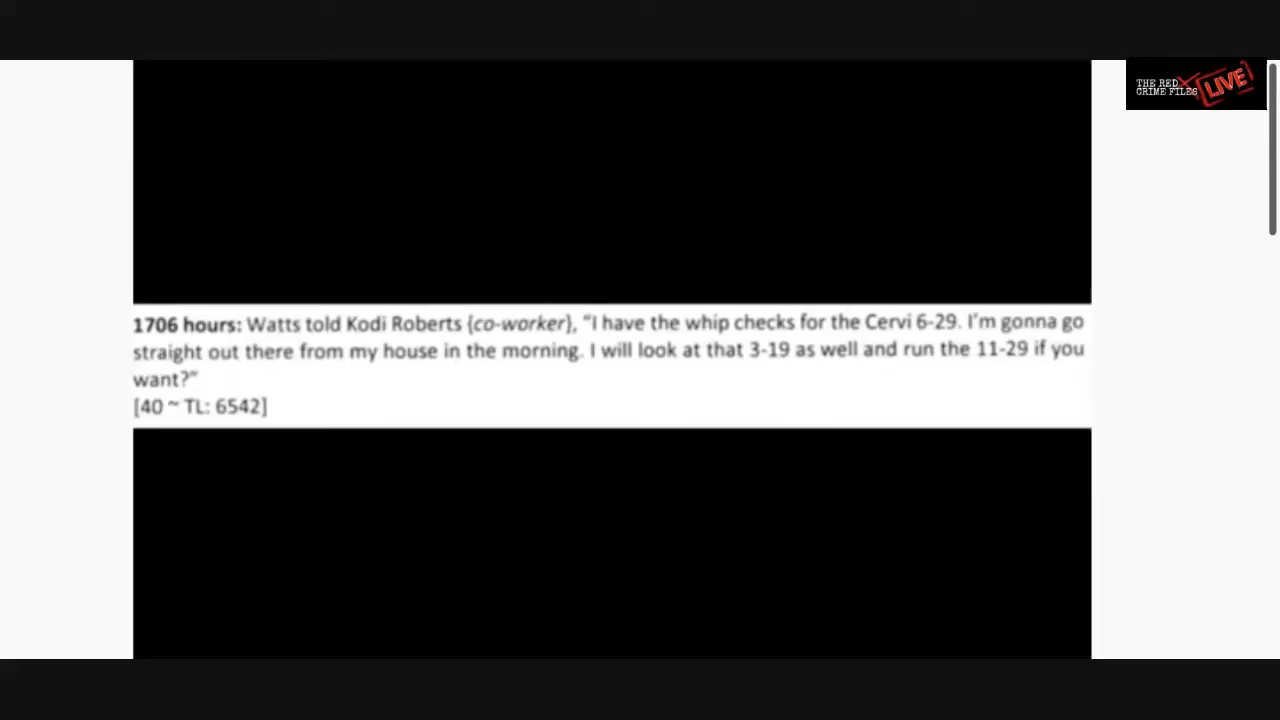 THE RED
CRIME FILES
LIVE
1706 hours: Watts told Kodi Roberts {co-worker}, “I have the whip checks for the Cervi 6-29. I’m gonna go
straight out there from my house in the morning. I will look at that 3-19 as well and run the 11-29 if you
want?”
[40 ~ TL: 6542]